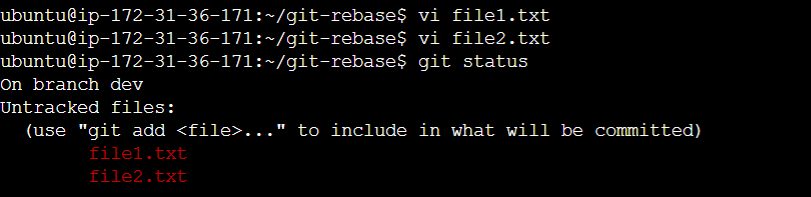 ubuntu@ip-172-31-36-171:~/git-rebase$ vi file1.txt
ubuntu@ip-172-31-36-171:~/git-rebase$ vi file2.txt
ubuntu@ip-172-31-36-171:~/git-rebase$ git status
On branch dev
Untracked files:
  (use "git add <file>..." to include in what will be committed)
        file1.txt
        file2.txt